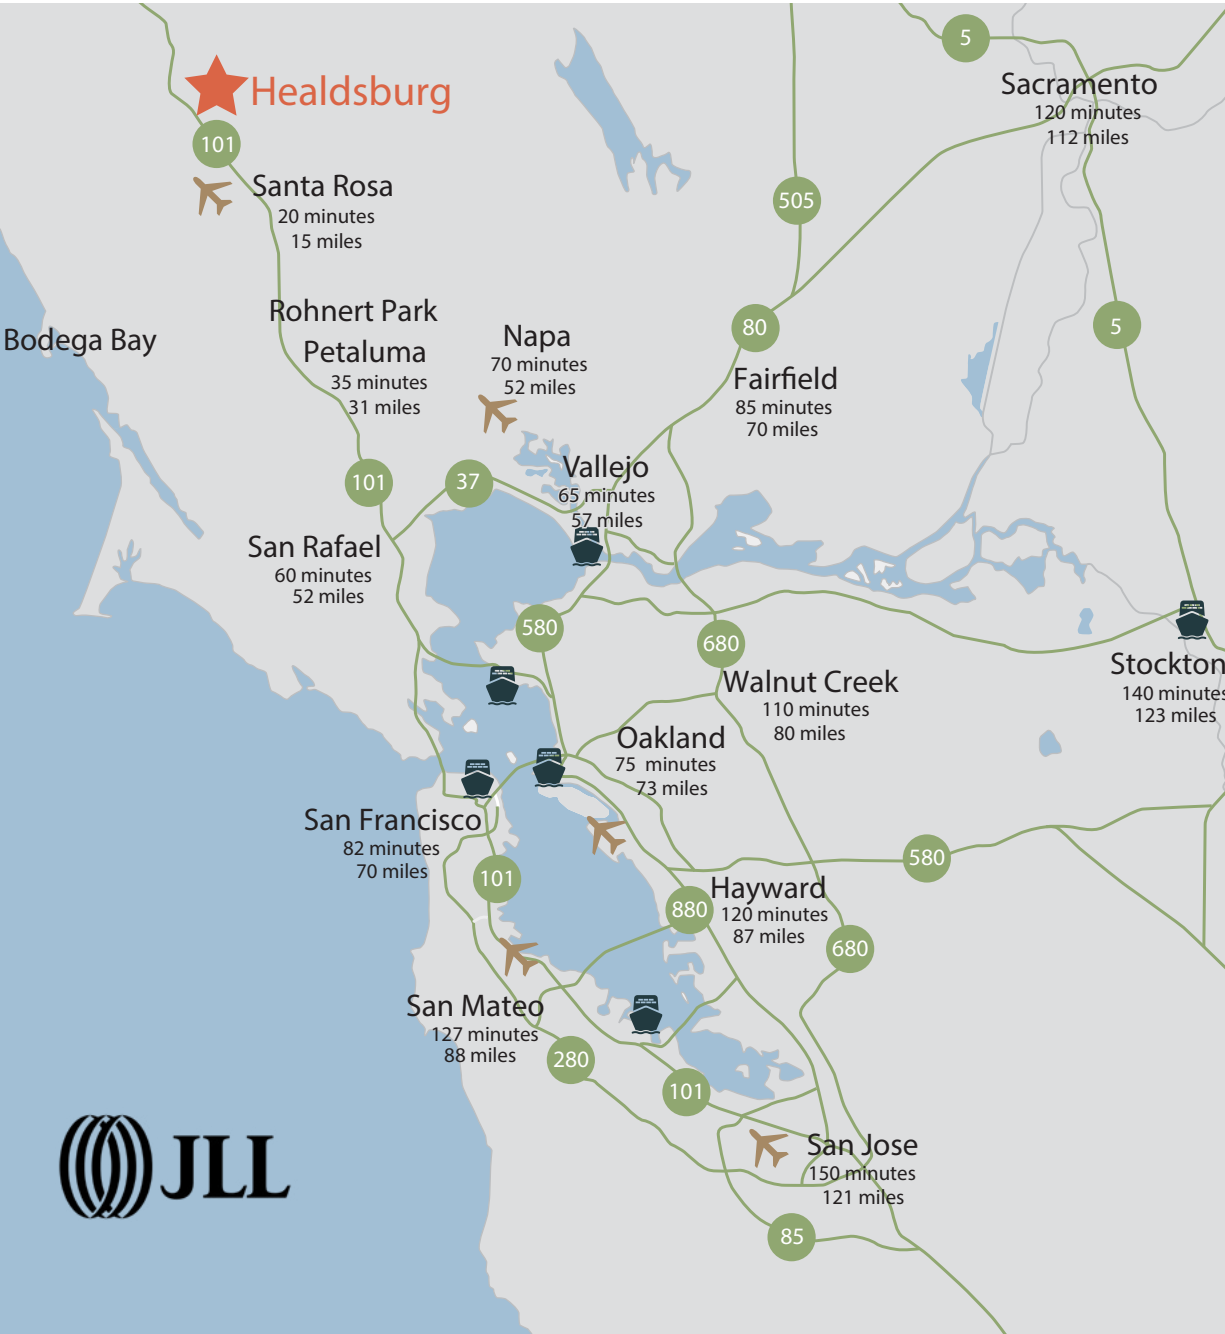 5
Healdsburg
Sacramento
120 minutes
112 miles
101
Santa Rosa
20 minutes
15 miles
505
Rohnert Park
Bodega Bay
Petaluma
35 minutes
31 miles
Napa
70 minutes
52 miles
80
5
Fairfield
85 minutes
70 miles
101
37
Vallejo
65 minutes
57 miles
San Rafael
60 minutes
52 miles
580
680
Walnut Creek
110 minutes
80 miles
Stockton
140 minutes
123 miles
Oakland
75 minutes
73 miles
San Francisco
82 minutes
70 miles
101
580
Hayward
120 minutes
87 miles
880
680
San Mateo
127 minutes
88 miles
280
101
San Jose
150 minutes
121 miles
85
JLL